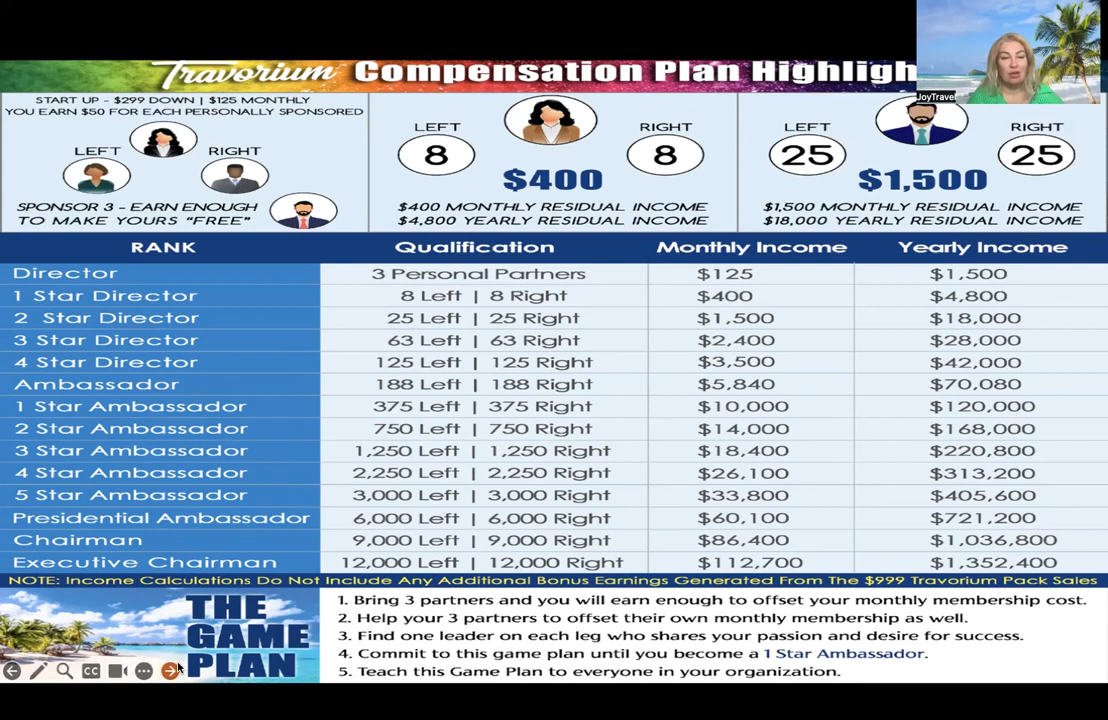 Travorium Compensation Plan Highligh
JoyTravel
START UP - $299 DOWN | $125 MONTHLY
YOU EARN $50 FOR EACH PERSONALLY SPONSORED
LEFT RIGHT
SPONSOR 3 - EARN ENOUGH
TO MAKE YOURS "FREE"
LEFT RIGHT
8 8
$400
$400 MONTHLY RESIDUAL INCOME
$4,800 YEARLY RESIDUAL INCOME
LEFT RIGHT
25 25
$1,500
$1,500 MONTHLY RESIDUAL INCOME
$18,000 YEARLY RESIDUAL INCOME
RANK Qualification Monthly Income Yearly Income
Director 3 Personal Partners $125 $1,500
1 Star Director 8 Left | 8 Right $400 $4,800
2 Star Director 25 Left | 25 Right $1,500 $18,000
3 Star Director 63 Left | 63 Right $2,400 $28,000
4 Star Director 125 Left | 125 Right $3,500 $42,000
Ambassador 188 Left | 188 Right $5,840 $70,080
1 Star Ambassador 375 Left | 375 Right $10,000 $120,000
2 Star Ambassador 750 Left | 750 Right $14,000 $168,000
3 Star Ambassador 1,250 Left | 1,250 Right $18,400 $220,800
4 Star Ambassador 2,250 Left | 2,250 Right $26,100 $313,200
5 Star Ambassador 3,000 Left | 3,000 Right $33,800 $405,600
Presidential Ambassador 6,000 Left | 6,000 Right $60,100 $721,200
Chairman 9,000 Left | 9,000 Right $86,400 $1,036,800
Executive Chairman 12,000 Left | 12,000 Right $112,700 $1,352,400
NOTE: Income Calculations Do Not Include Any Additional Bonus Earnings Generated From The $999 Travorium Pack Sales
THE
GAME
PLAN
CC
1. Bring 3 partners and you will earn enough to offset your monthly membership cost.
2. Help your 3 partners to offset their own monthly membership as well.
3. Find one leader on each leg who shares your passion and desire for success.
4. Commit to this game plan until you become a 1 Star Ambassador.
5. Teach this Game Plan to everyone in your organization.